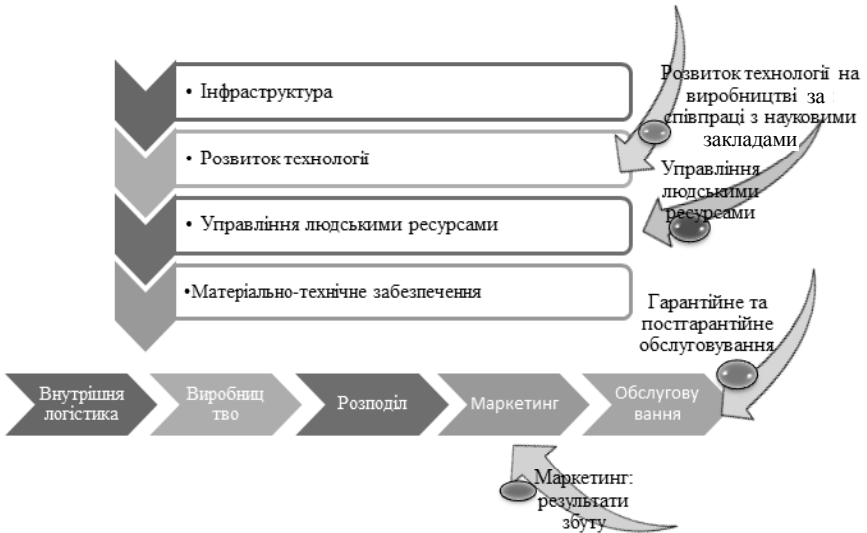 • Інфраструктура
• Розвиток технології
• Управління людськими ресурсами
•Матеріально-технічне забезпечення
Розвиток технології на
виробництві за
співпраці з науковими
закладами
Управління
людськими
ресурсами
Гарантійне та
постгарантійне
обслуговування
Внутрішня
логістика
Виробниц
тво
Розподіл
Маркетинг
Обслугову
вання
Маркетинг:
результати
збуту